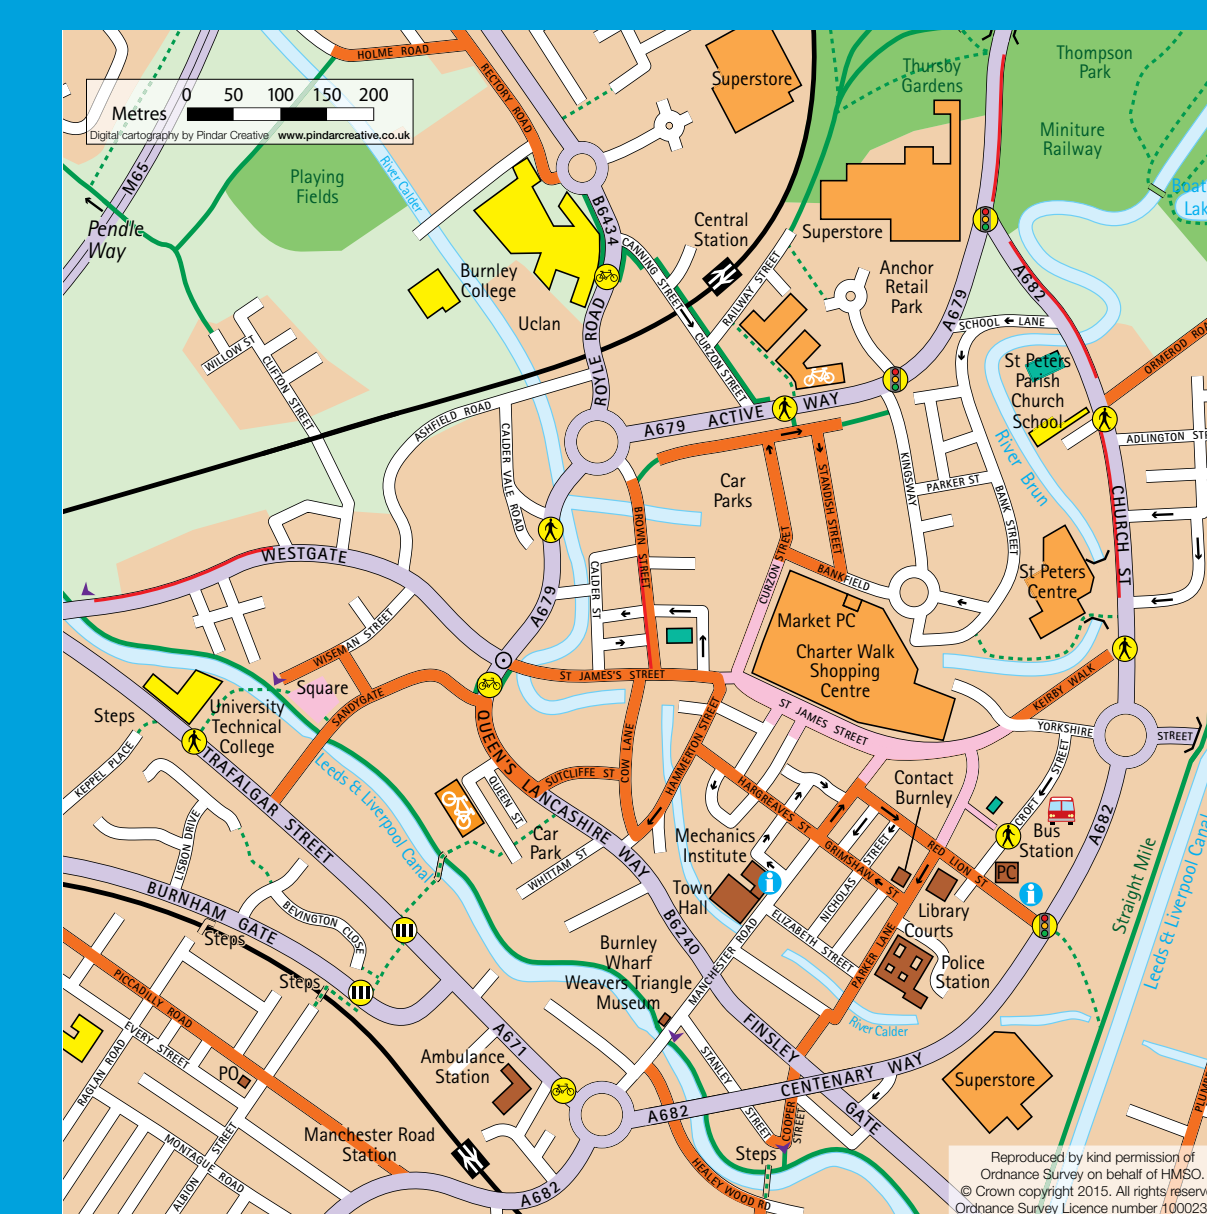 HOLME ROAD
RECTORY ROAD
Superstore
Thursby
Gardens
Thompson
Park
Miniture
Railway
Metres
0 50 100 150 200
Digital cartography by Pindar Creative www.pindarcreative.co.uk
M65
Playing
Fields
River Calder
Pendle
Way
B6434
Central
Station
Superstore
CANNING STREET
RAILWAY STREET
Burnley
College
Uclan
Anchor
Retail
Park
A679
A682
SCHOOL LANE
ORMEROD
ROYLE ROAD
CURZON STREET
WILLOW ST
CLIFTON STREET
St Peters
Parish
Church
School
ASHFIELD ROAD
CALDER VALE ROAD
A679 ACTIVE WAY
KINGSWAY
PARKER ST
BANK STREET
River Brun
ADLINGTON
CHURCH ST
Car
Parks
STANDISH STREET
BROWN STREET
CURZON STREET
BANKFIELD
WESTGATE
A679
CALDER ST
St Peters
Centre
Market PC
Charter Walk
Shopping
Centre
WISEMAN STREET
ST JAMES'S STREET
Square
SANDYGATE
University
Technical
College
Steps
KEPPEL PLACE
TRAFALGAR STREET
Leeds & Liverpool Canal
QUEEN'S LANCASHIRE WAY
SUTCLIFFE ST
COW LANE
HAMMERTON STREET
ST JAMES STREET
KEIRBY WALK
YORKSHIRE
STREET
CROFT STREET
Contact
Burnley
HARGREAVES ST
QUEEN ST
Car
Park
WHITTAM ST
Mechanics
Institute
GRIMSHAW ST
RED LION ST
Bus
Station
PC
A682
Straight Mile
Leeds & Liverpool Canal
LISBON DRIVE
BURNHAM GATE
BEVINGTON CLOSE
Steps
Steps
Town
Hall
NICHOLAS STREET
Library
Courts
ELIZABETH STREET
PARKER LANE
Police
Station
B6240
MANCHESTER ROAD
Burnley
Wharf
Weavers Triangle
Museum
River Calder
PICCADILLY ROAD
EVERY STREET
RAGLAN ROAD
PO
A671
FINSLEY GATE
STANLEY STREET
Ambulance
Station
A682 CENTENARY WAY
Superstore
COOPER STREET
Manchester Road
Station
MONTAGUE ROAD
ALBION STREET
A682
HEALEY WOOD RD
Steps
Reproduced by kind permission of
Ordnance Survey on behalf of HMSO.
© Crown copyright 2015. All rights
Ordnance Survey Licence number